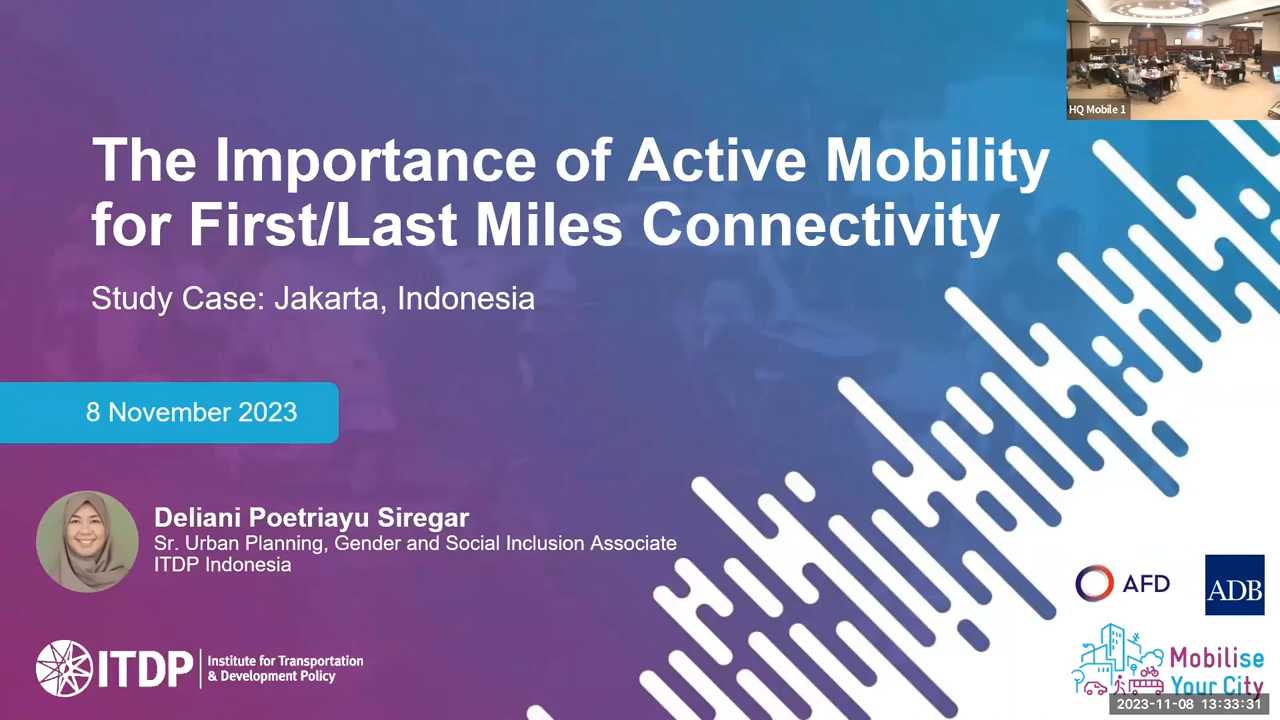 HQ Mobile 1
The Importance of Active Mobility
for First/Last Miles Connectivity
Study Case: Jakarta, Indonesia
8 November 2023
Deliani Poetriayu Siregar
Sr. Urban Planning, Gender and Social Inclusion Associate
ITDP Indonesia
AFD
ADB
ITDP
Institute for Transportation
& Development Policy
Mobilise
Your City
2023-11-08 13:33:31